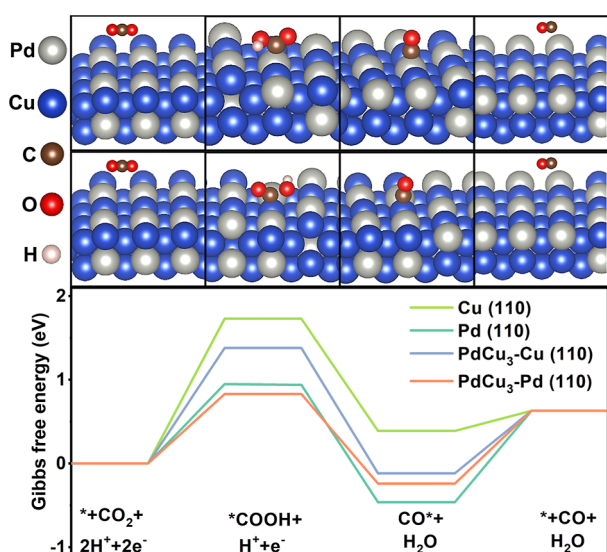 Pd
Cu
C
O
H
Gibbs free energy (eV)
2
1
0
-1
Cu (110)
Pd (110)
PdCu₃-Cu (110)
PdCu₃-Pd (110)
*+CO₂+
2H⁺+2e⁻
*COOH+
H⁺+e⁻
CO*+
H₂O
*+CO+
H₂O